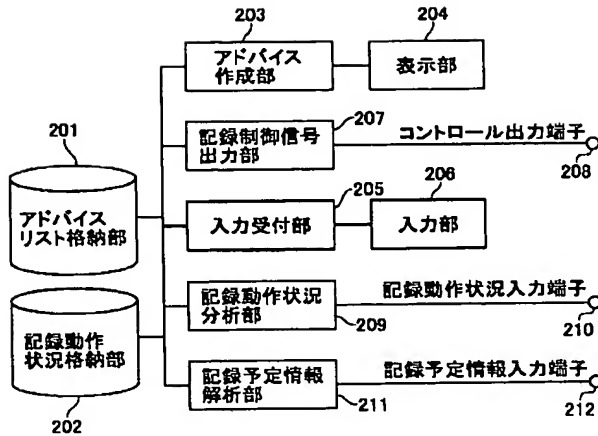 203
アドバイス
作成部
204
表示部
207
記録制御信号
出力部
コントロール出力端子
208
201
アドバイス
リスト格納部
205
入力受付部
206
入力部
記録動作状況
分析部
209
記録動作状況入力端子
210
記録動作
状況格納部
202
記録予定情報
解析部
211
記録予定情報入力端子
212